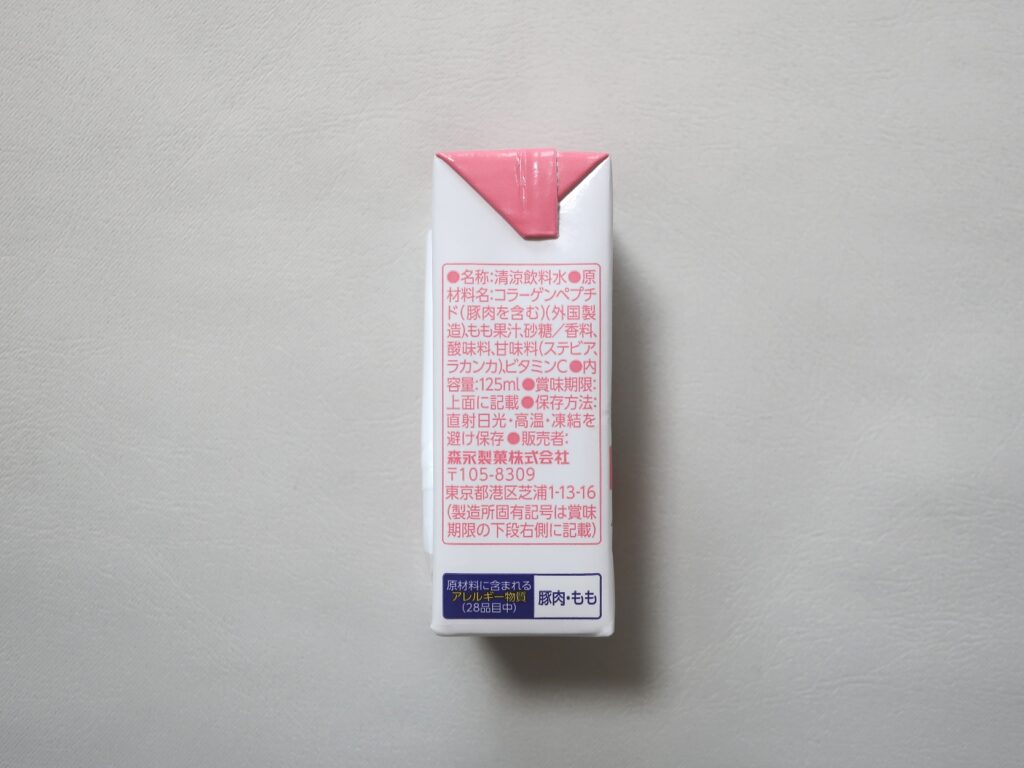 ●名称:清涼飲料水●原
材料名:コラーゲンペプチ
ド(豚肉を含む)(外国製
造)、もも果汁、砂糖／香料、
酸味料、甘味料(ステビア、
ラカンカ)、ビタミンC●内
容量:125ml●賞味期限:
上面に記載●保存方法:
直射日光・高温・凍結を
避け保存●販売者:
森永製菓株式会社
〒105-8309
東京都港区芝浦1-13-16
(製造所固有記号は賞味
期限の下段右側に記載)
原材料に含まれる
アレルギー物質
(28品目中)
豚肉・もも